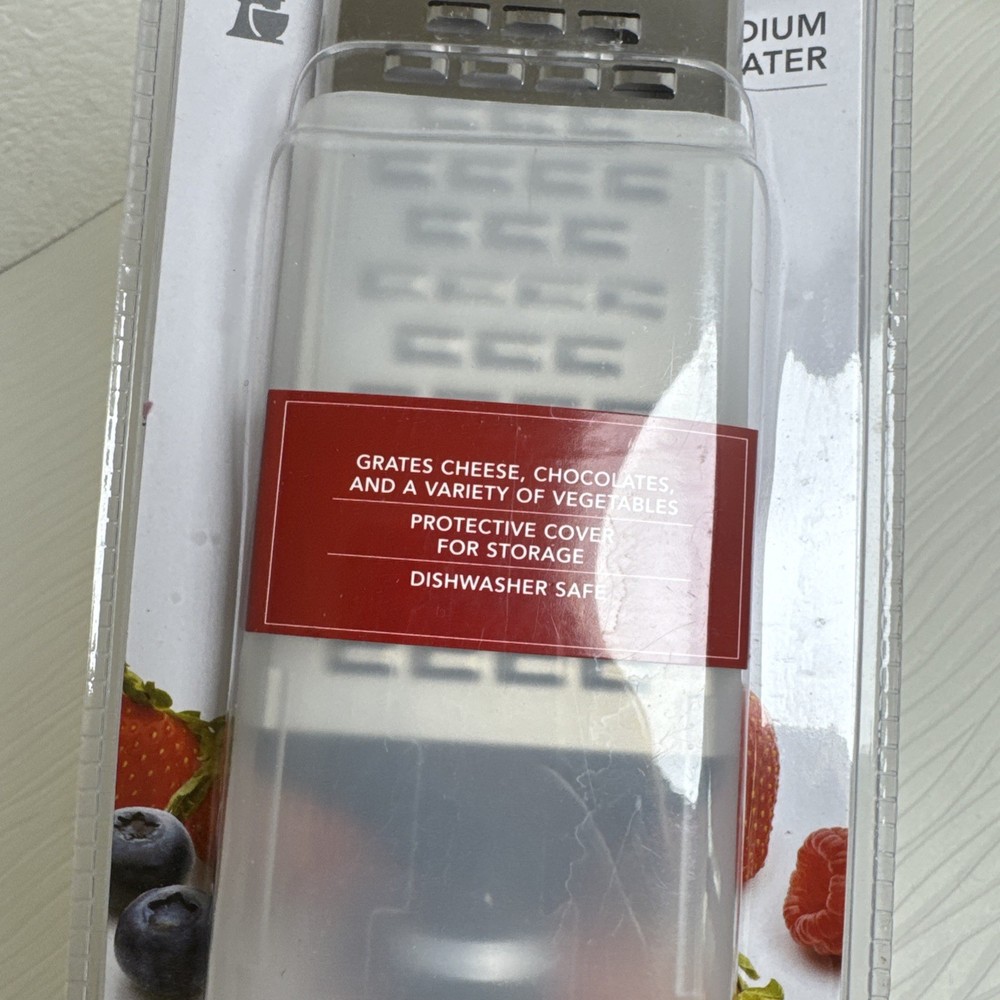 DIUM
ATER
GRATES CHEESE, CHOCOLATES,
AND A VARIETY OF VEGETABLES
PROTECTIVE COVER
FOR STORAGE
DISHWASHER SAFE